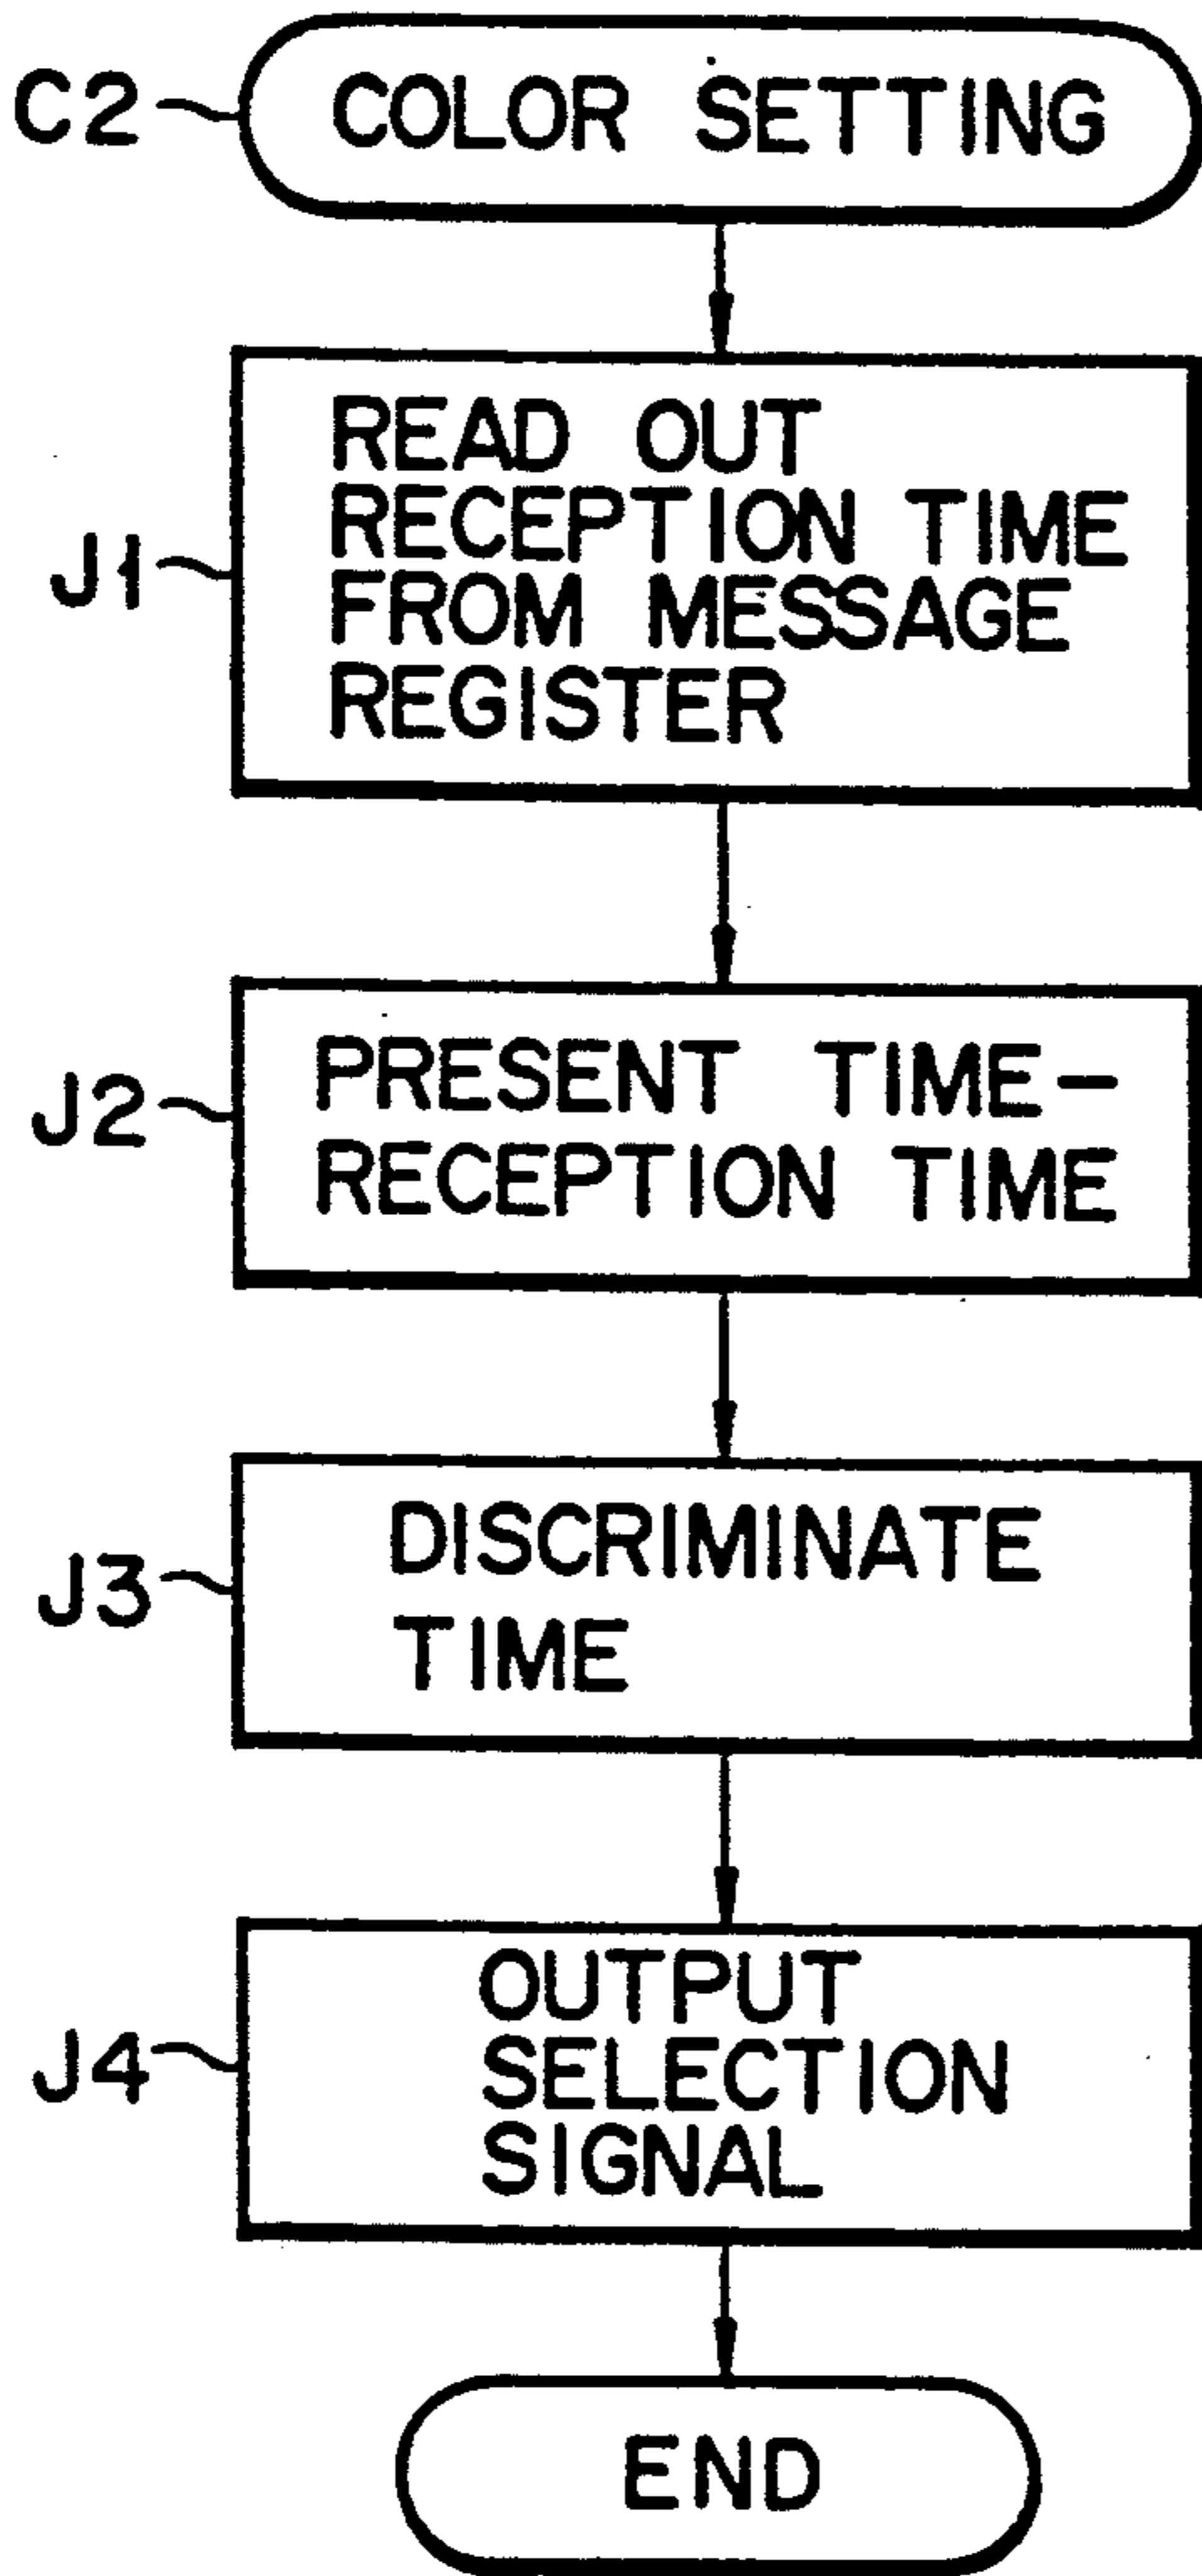 C2
COLOR SETTING
J1
READ OUT
RECEPTION TIME
FROM MESSAGE
REGISTER
J2
PRESENT TIME-
RECEPTION TIME
J3
DISCRIMINATE
TIME
J4
OUTPUT
SELECTION
SIGNAL
END